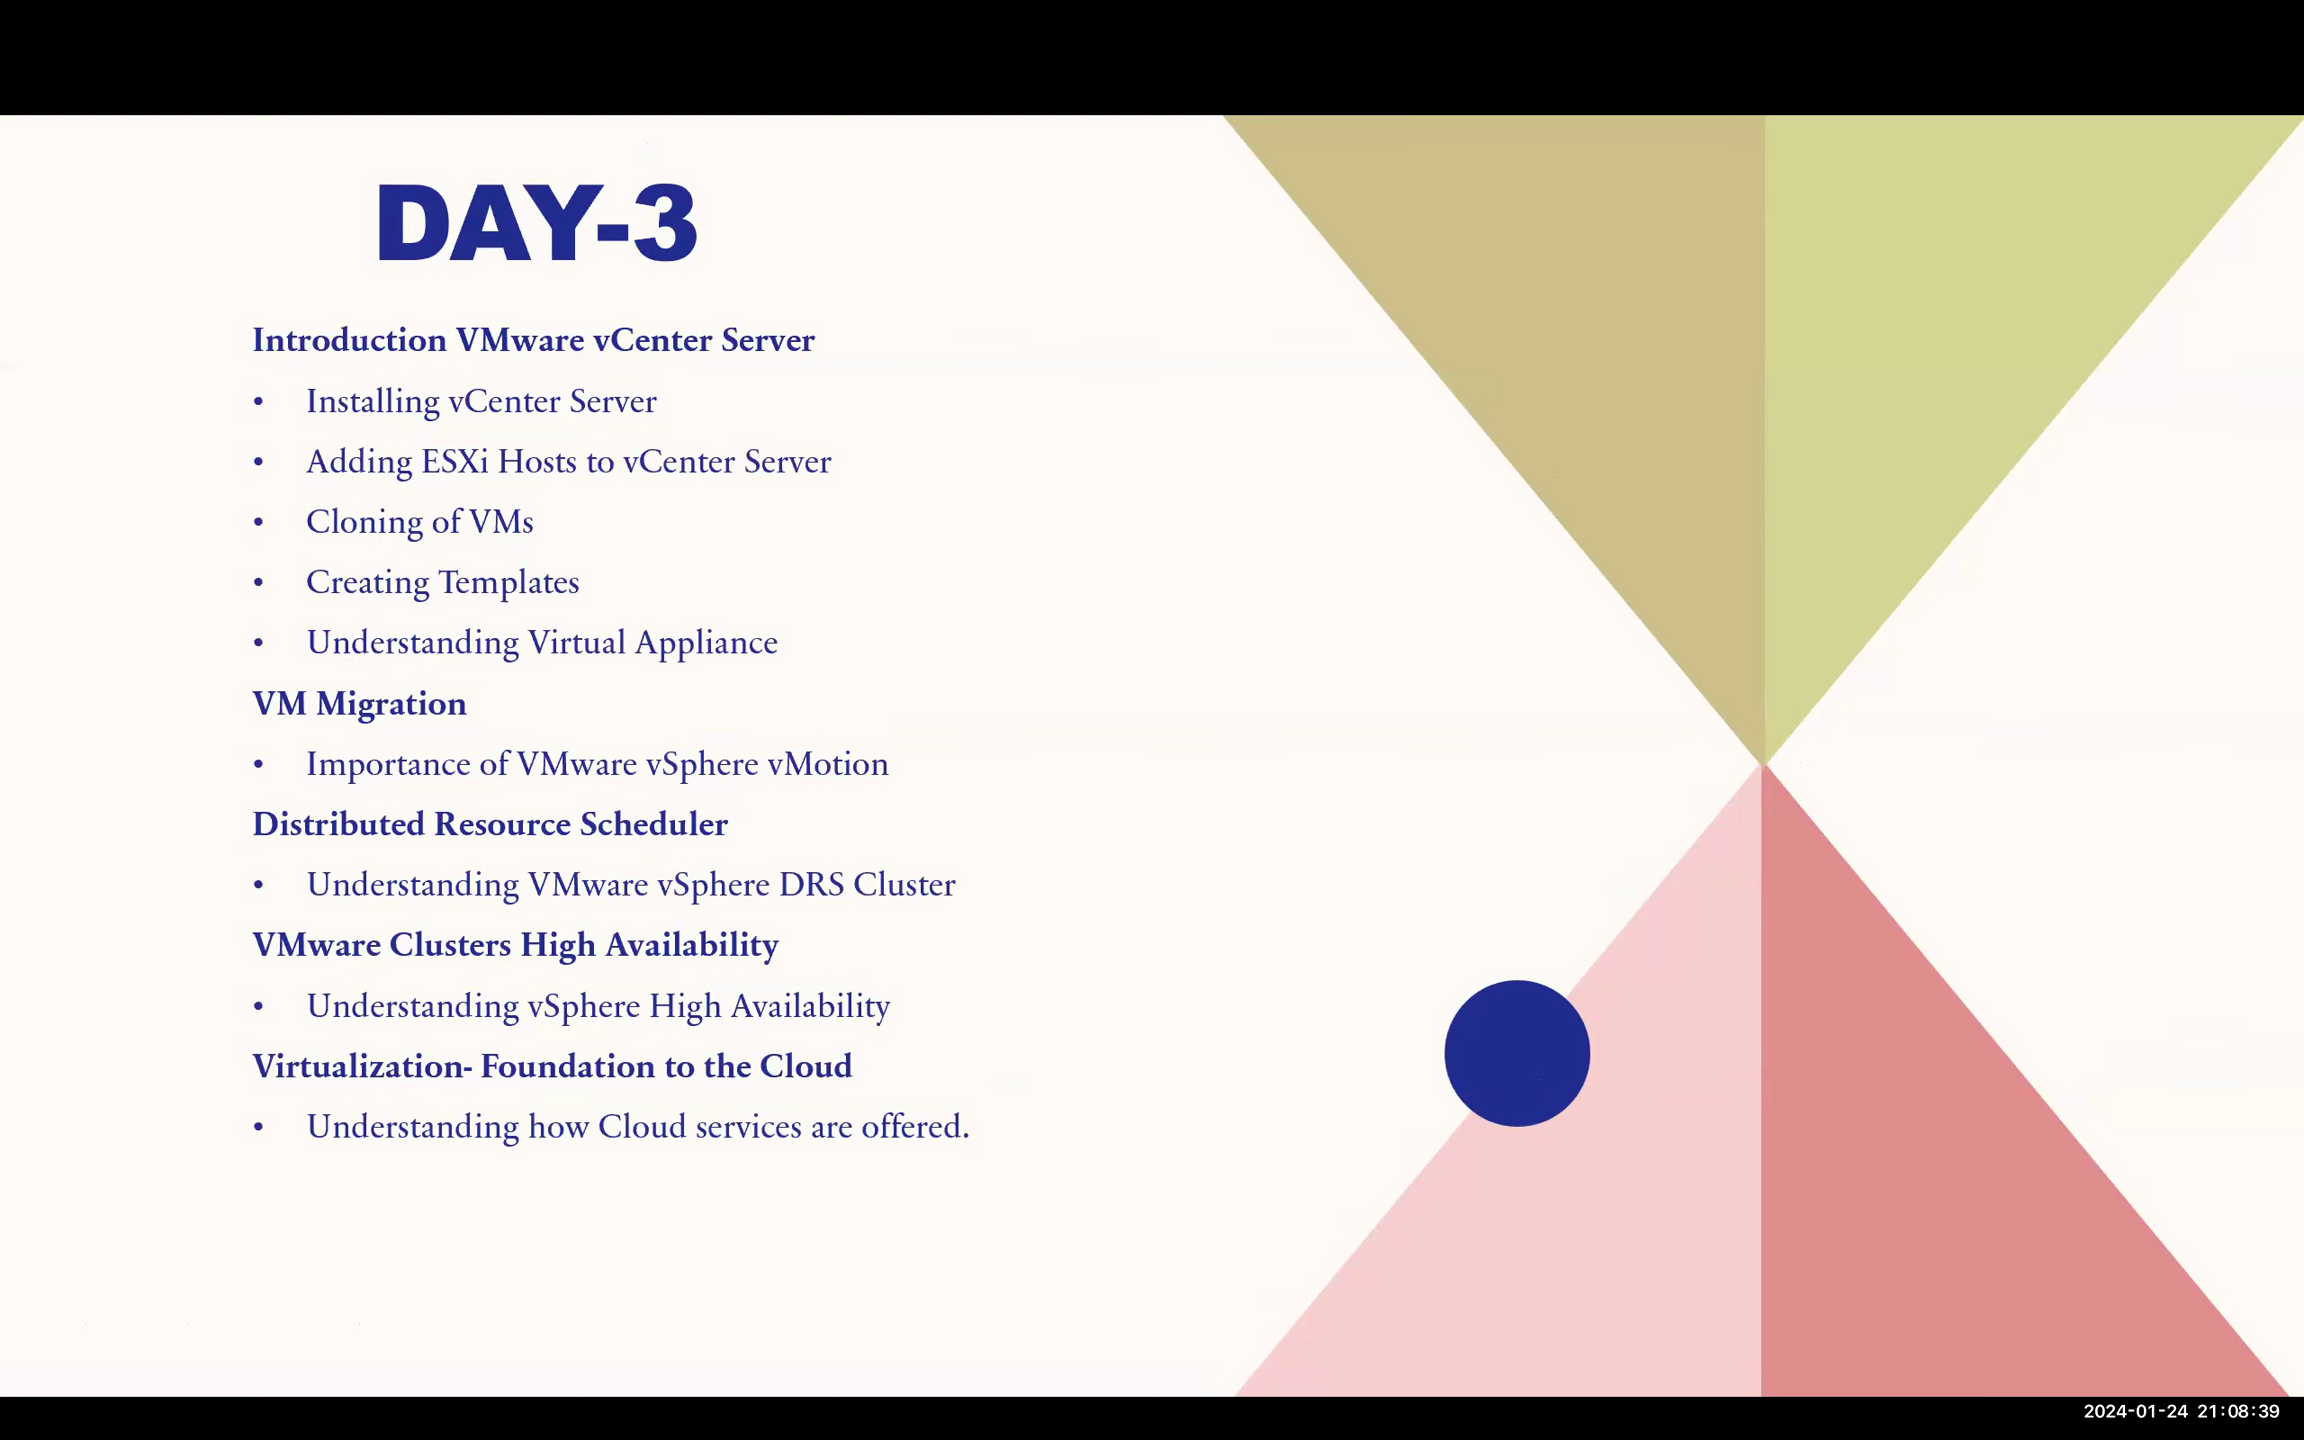 DAY-3
Introduction VMware vCenter Server
• Installing vCenter Server
• Adding ESXi Hosts to vCenter Server
• Cloning of VMs
• Creating Templates
• Understanding Virtual Appliance
VM Migration
• Importance of VMware vSphere vMotion
Distributed Resource Scheduler
• Understanding VMware vSphere DRS Cluster
VMware Clusters High Availability
• Understanding vSphere High Availability
Virtualization- Foundation to the Cloud
• Understanding how Cloud services are offered.
2024-01-24 21:08:39